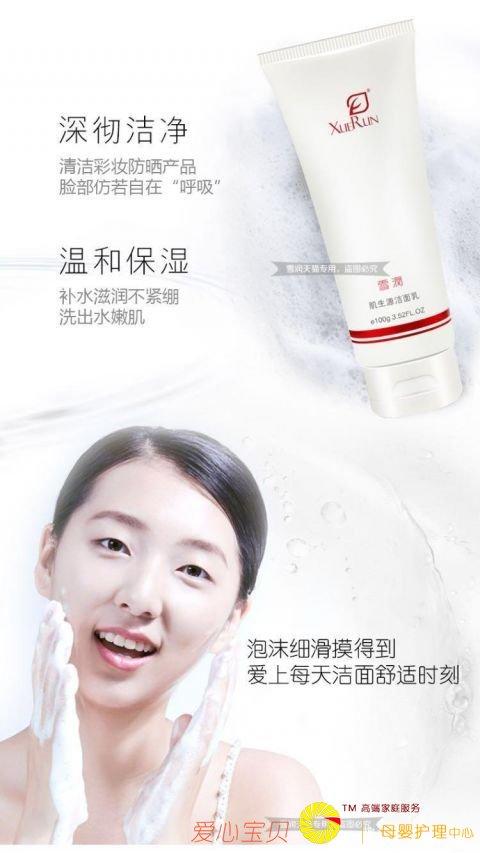 深彻洁净
清洁彩妆防晒产品
脸部仿若自在“呼吸”
温和保湿
补水滋润不紧绷
洗出水嫩肌
XUERUN
雪润天猫专用，盗图必究
雪潤
肌生源洁面乳
e100g 3.52FL.OZ
泡沫细滑摸得到
爱上每天洁面舒适时刻
TM 高端家庭服务
爱心宝贝
母婴护理中心